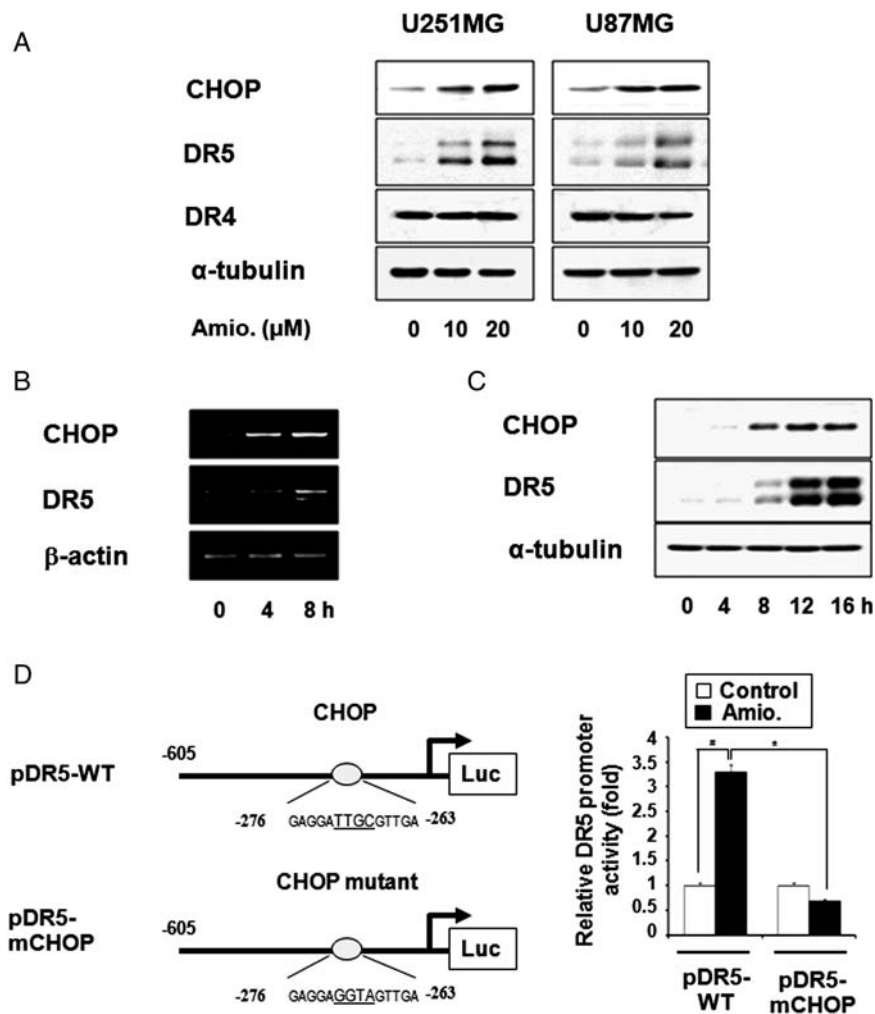 A
U251MG U87MG
CHOP
DR5
DR4
α-tubulin
Amio. (μM) 0 10 20 0 10 20
B
CHOP
DR5
β-actin
0 4 8 h
C
CHOP
DR5
α-tubulin
0 4 8 12 16 h
D
CHOP
-605
pDR5-WT
Luc
-276 GAGGATTGCGTTGA -263
CHOP mutant
pDR5-
mCHOP
-605
Luc
-276 GAGGAGGTAGTTGA -263
Control
Amio.
Relative DR5 promoter
activity (fold)
4
3.5
3
2.5
2
1.5
1
0.5
0
* *
pDR5-
WT
pDR5-
mCHOP